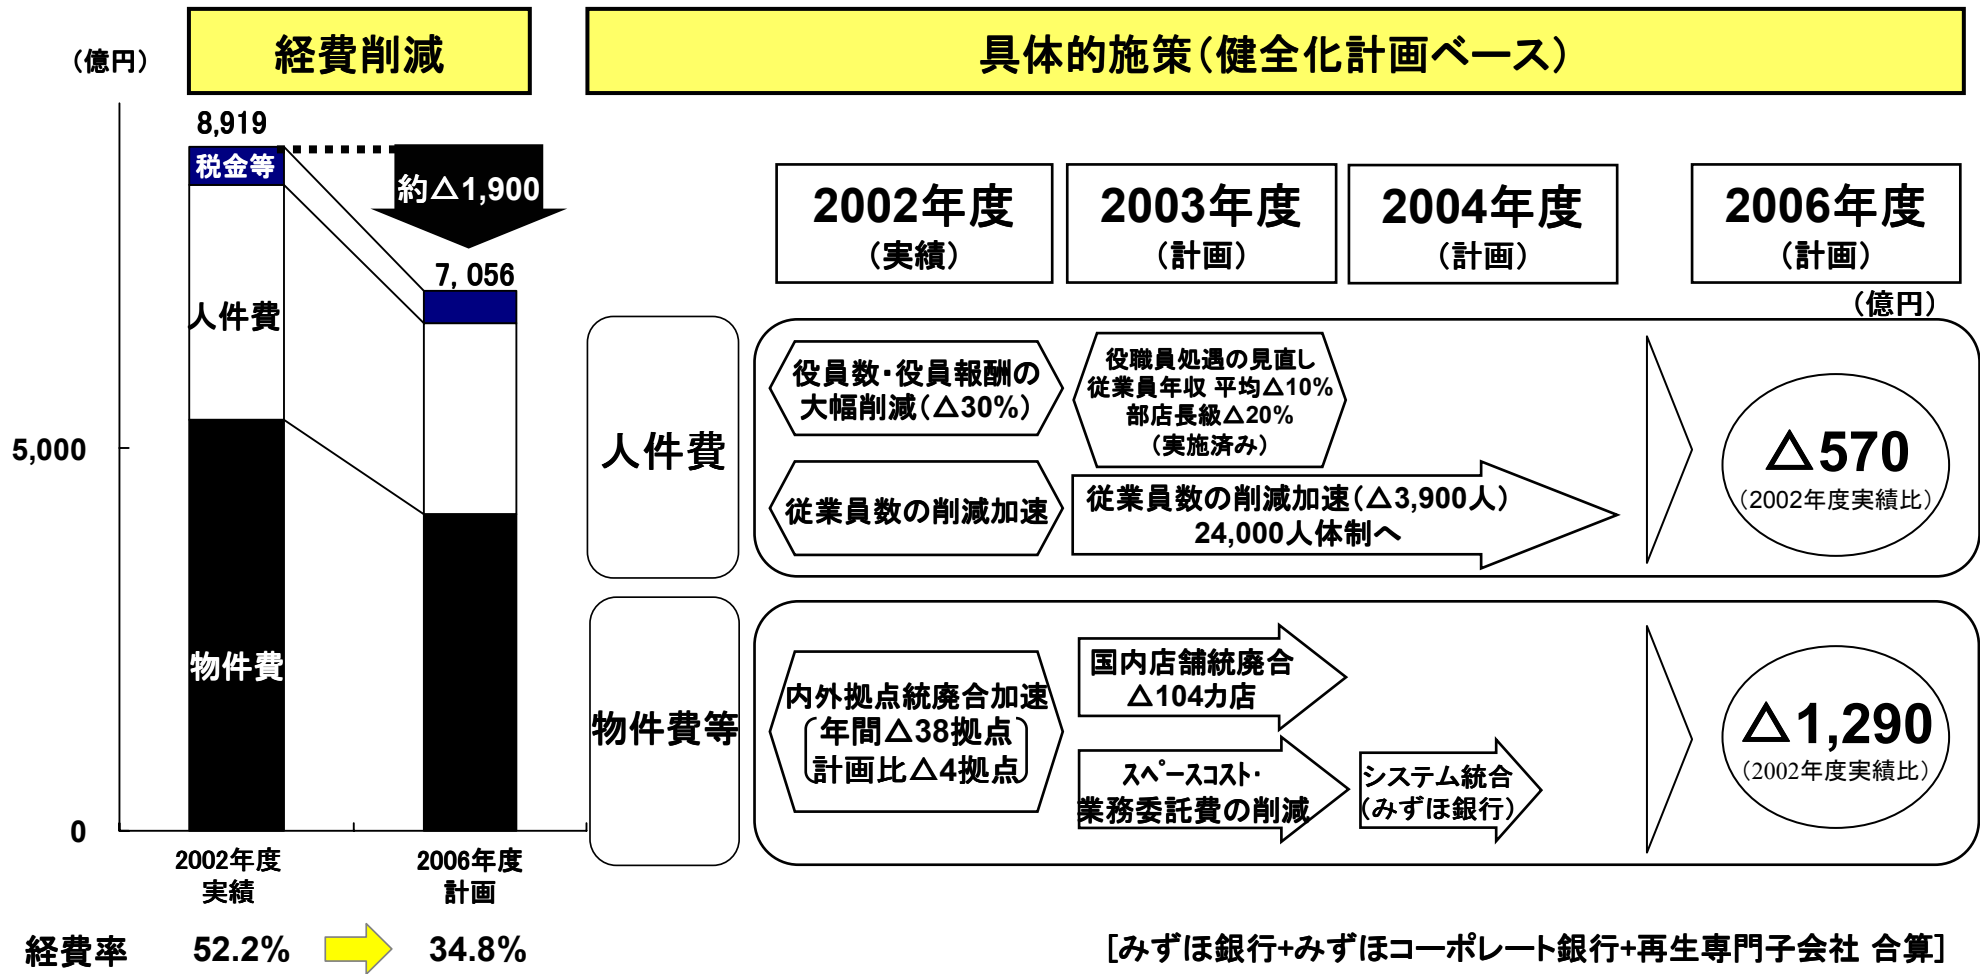 経費削減
具体的施策(健全化計画ベース)
(億円)
8,919
税金等
約△1,900
7,056
人件費
5,000
物件費
0
2002年度
実績
2006年度
計画
経費率
52.2%
34.8%
2002年度
(実績)
2003年度
(計画)
2004年度
(計画)
2006年度
(計画)
(億円)
人件費
役員数・役員報酬の
大幅削減(△30%)
役職員処遇の見直し
従業員年収 平均△10%
部店長級△20%
(実施済み)
従業員数の削減加速
従業員数の削減加速(△3,900人)
24,000人体制へ
△570
(2002年度実績比)
物件費等
内外拠点統廃合加速
年間△38拠点
計画比△4拠点
国内店舗統廃合
△104カ店
スペースコスト・
業務委託費の削減
システム統合
(みずほ銀行)
△1,290
(2002年度実績比)
[みずほ銀行+みずほコーポレート銀行+再生専門子会社 合算]